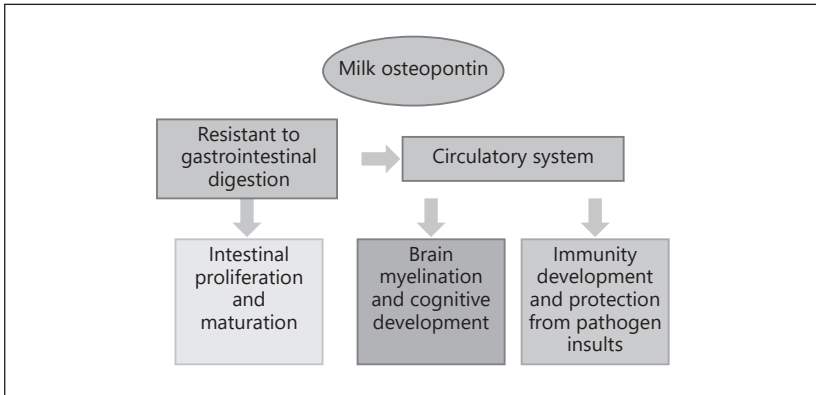 Milk osteopontin
Resistant to
gastrointestinal
digestion
Circulatory system
Intestinal
proliferation
and
maturation
Brain
myelination
and cognitive
development
Immunity
development
and protection
from pathogen
insults